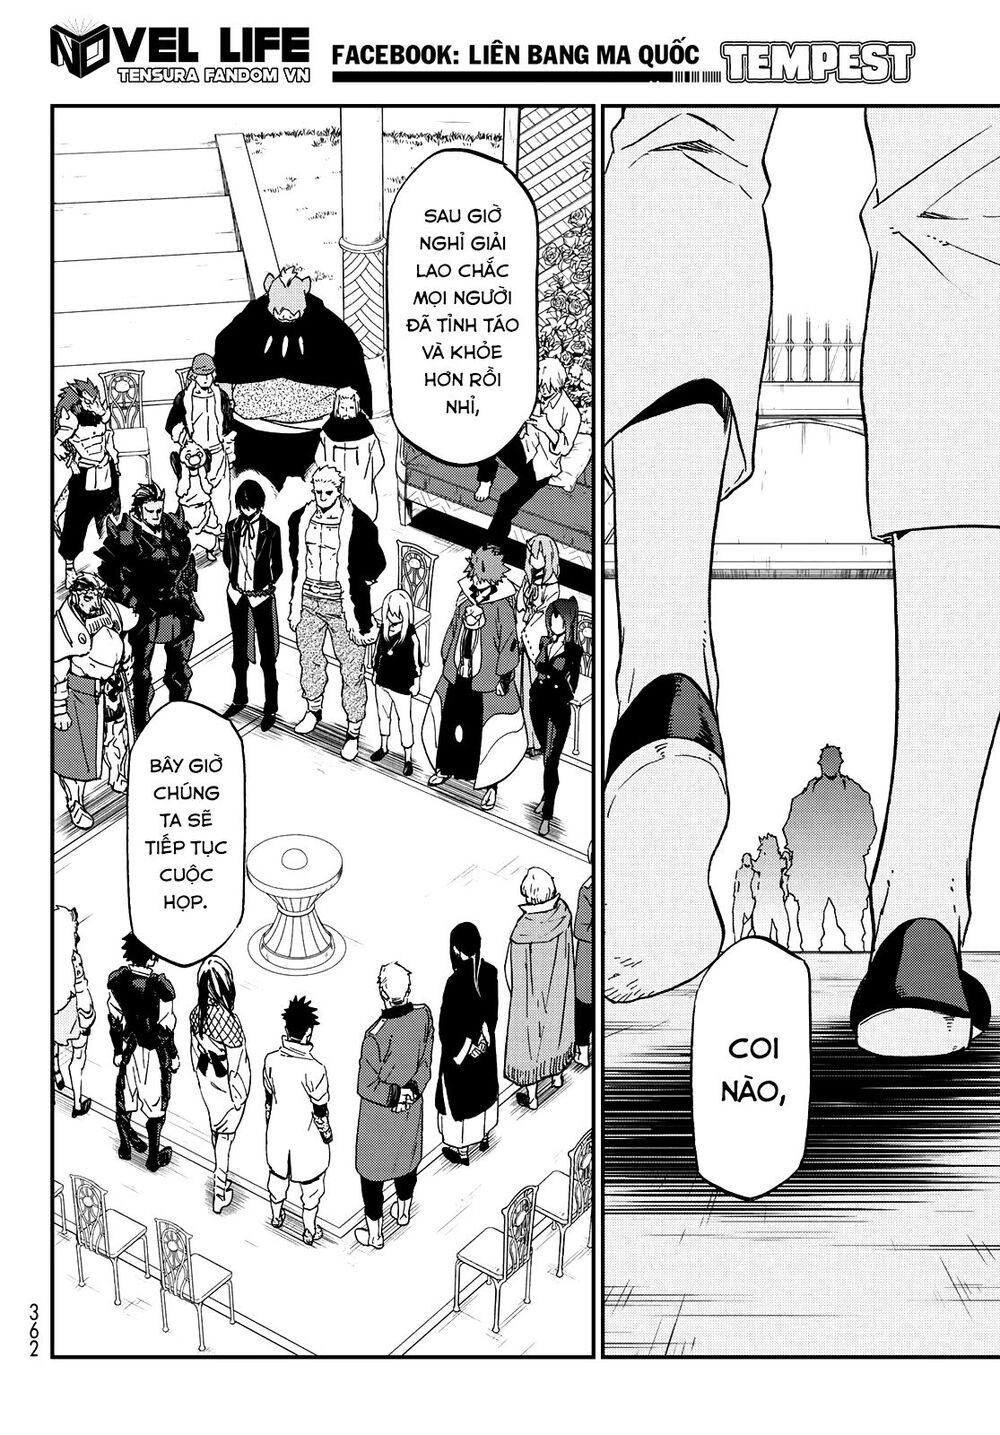 NOVEL LIFE
TENSURA FANDOM VN
FACEBOOK: LIÊN BANG MA QUỐC
TEMPEST
COI
NÀO,
SAU GIỜ
NGHỈ GIẢI
LAO CHẮC
MỌI NGƯỜI
ĐÃ TỈNH TÁO
VÀ KHỎE
HƠN RỒI
NHỈ,
BÂY GIỜ
CHÚNG
TA SẼ
TIẾP TỤC
CUỘC
HỌP.
362